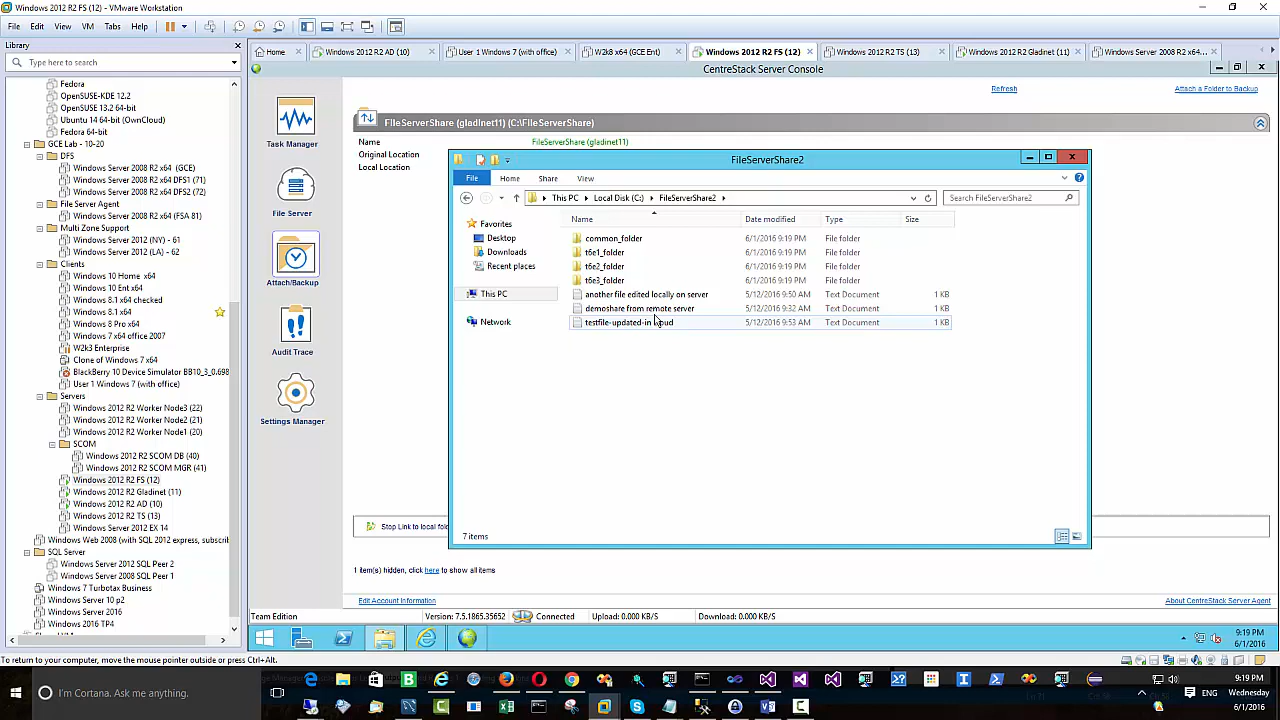 Windows 2012 R2 FS (12) - VMware Workstation
File Edit View VM Tabs Help
Library
Type here to search
Home Windows 2012 R2 AD (10) User 1 Windows 7 (with office) W2k8 x64 (GCE Ent) Windows 2012 R2 FS (12) Windows 2012 R2 TS (13) Windows 2012 R2 Gladinet (11) Windows Server 2008 R2 x64...
CentreStack Server Console
Fedora
OpenSUSE-KDE 12.2
OpenSUSE 13.2 64-bit
Ubuntu 14 64-bit (OwnCloud)
Fedora 64-bit
GCE Lab - 10-20
DFS
Windows Server 2008 R2 x64 (GCE)
Windows Server 2008 R2 x64 DFS1 (71)
Windows Server 2008 R2 x64 DFS2 (72)
File Server Agent
Windows Server 2008 R2 x64 (FSA 81)
Multi Zone Support
Windows Server 2012 (NY) - 61
Windows Server 2012 (LA) - 62
Clients
Windows 10 Home x64
Windows 10 Ent x64
Windows 8.1 x64 checked
Windows 8.1 x64
Windows 8 Pro x64
Windows 7 x64 office 2007
W2k3 Enterprise
Clone of Windows 7 x64
BlackBerry 10 Device Simulator BB10_3_0.698
User 1 Windows 7 (with office)
Servers
Windows 2012 R2 Worker Node3 (22)
Windows 2012 R2 Worker Node2 (21)
Windows 2012 R2 Worker Node1 (20)
SCOM
Windows 2012 R2 SCOM DB (40)
Windows 2012 R2 SCOM MGR (41)
Windows 2012 R2 FS (12)
Windows 2012 R2 Gladinet (11)
Windows 2012 R2 AD (10)
Windows 2012 R2 TS (13)
Windows Server 2012 EX 14
Windows Web 2008 (with SQL 2012 express, subscri
SQL Server
Windows Server 2012 SQL Peer 2
Windows Server 2008 SQL Peer 1
Windows 7 Turbotax Business
Windows Server 10 p2
Windows Server 2016
Windows 2016 TP4
Task Manager
File Server
Attach/Backup
Audit Trace
Settings Manager
Refresh Attach a Folder to Backup
FileServerShare (gladinet11) (C:\FileServerShare)
Name FileServerShare (gladinet11)
Original Location
Local Location
FileServerShare2
File Home Share View
This PC Local Disk (C:) FileServerShare2 Search FileServerShare2
Favorites
Desktop
Downloads
Recent places
This PC
Network
Name Date modified Type Size
common_folder 6/1/2016 9:19 PM File folder
t6e1_folder 6/1/2016 9:19 PM File folder
t6e2_folder 6/1/2016 9:19 PM File folder
t6e3_folder 6/1/2016 9:19 PM File folder
another file edited locally on server 5/12/2016 9:50 AM Text Document 1 KB
demoshare from remote server 5/12/2016 9:32 AM Text Document 1 KB
testfile-updated-in 5/12/2016 9:53 AM Text Document 1 KB
7 items
Stop Link to local fol
1 item(s) hidden, click here to show all items
Edit Account Information About CentreStack Server Agent
Team Edition Version: 7.5.1865.35652 Connected Upload: 0.000 KB/S Download: 0.000 KB/S
9:19 PM
6/1/2016
To return to your computer, move the mouse pointer outside or press Ctrl+Alt.
I'm Cortana. Ask me anything.
9:19 PM
ENG Wednesday
6/1/2016